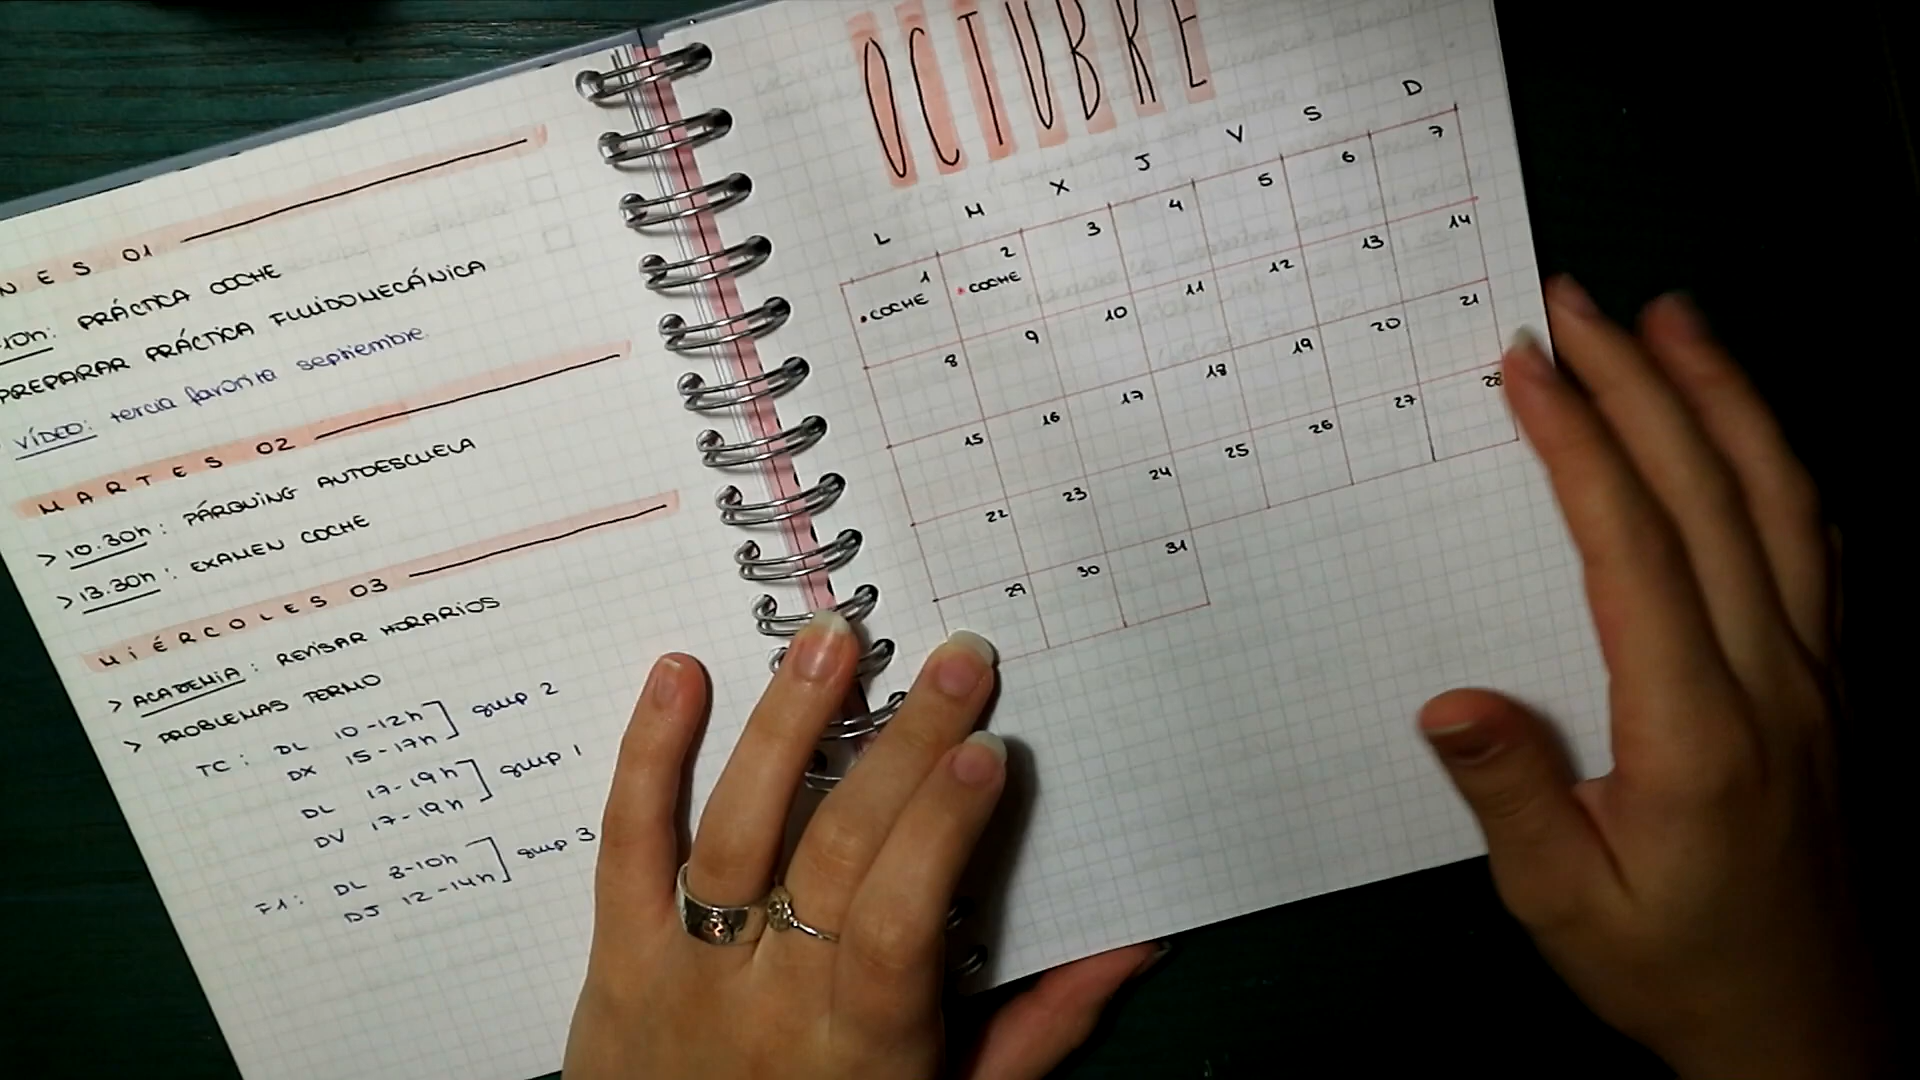 NES 01
10h: PRÁCTICA COCHE
PREPARAR PRÁCTICA FLUIDOMECÁNICA
VÍDEO: tercia favorita septiembre.
MARTES 02
> 10.30h: PÁRQUING AUTOESCUELA
> 13.30h: EXAMEN COCHE
MIÉRCOLES 03
> ACADEMIA: REVISAR HORARIOS
> PROBLEMAS TERMO
TC: DL 10-12h
DX 15-17h] grup 2
DL 17-19h
DV 17-19h] grup 1
F1: DL 8-10h
DJ 12-14h] grup 3
OCTUBRE
L M X J V S D
1 2 3 4 5 6 7
•COCHE •COCHE
8 9 10 11 12 13 14
15 16 17 18 19 20 21
22 23 24 25 26 27 28
29 30 31